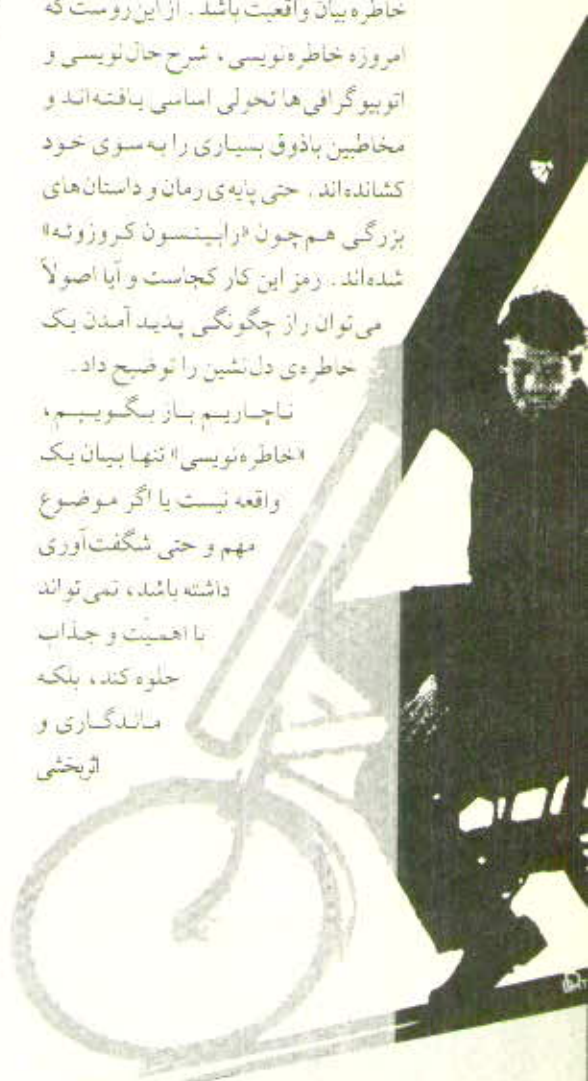 خاطره بیان واقعیت باشد. از این روست که
امروزه خاطره‌نویسی، شرح حال‌نویسی و
اتوبیوگرافی‌ها تحولی اساسی یافته‌اند و
مخاطبین باذوق بسیاری را به سوی خود
کشانده‌اند. حتی پایه‌ی رمان و داستان‌های
بزرگی هم‌چون «رابینسون کروزوئه»
شده‌اند. رمز این کار کجاست و آیا اصولاً
می‌توان راز چگونگی پدید آمدن یک
خاطره‌ی دل‌نشین را توضیح داد.
ناچاریم باز بگوییم،
«خاطره‌نویسی» تنها بیان یک
واقعه نیست یا اگر موضوع
مهم و حتی شگفت‌آوری
داشته باشد، نمی‌تواند
با اهمیّت و جذاب
جلوه کند، بلکه
ماندگاری و
اثربخشی